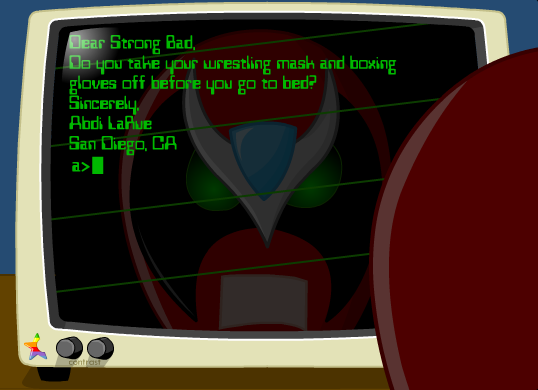 Dear Strong Bad,
Do you take your wrestling mask and boxing
gloves off before you go to bed?
Sincerely,
Abdi LaRue
San Diego, CA
a>
contrast